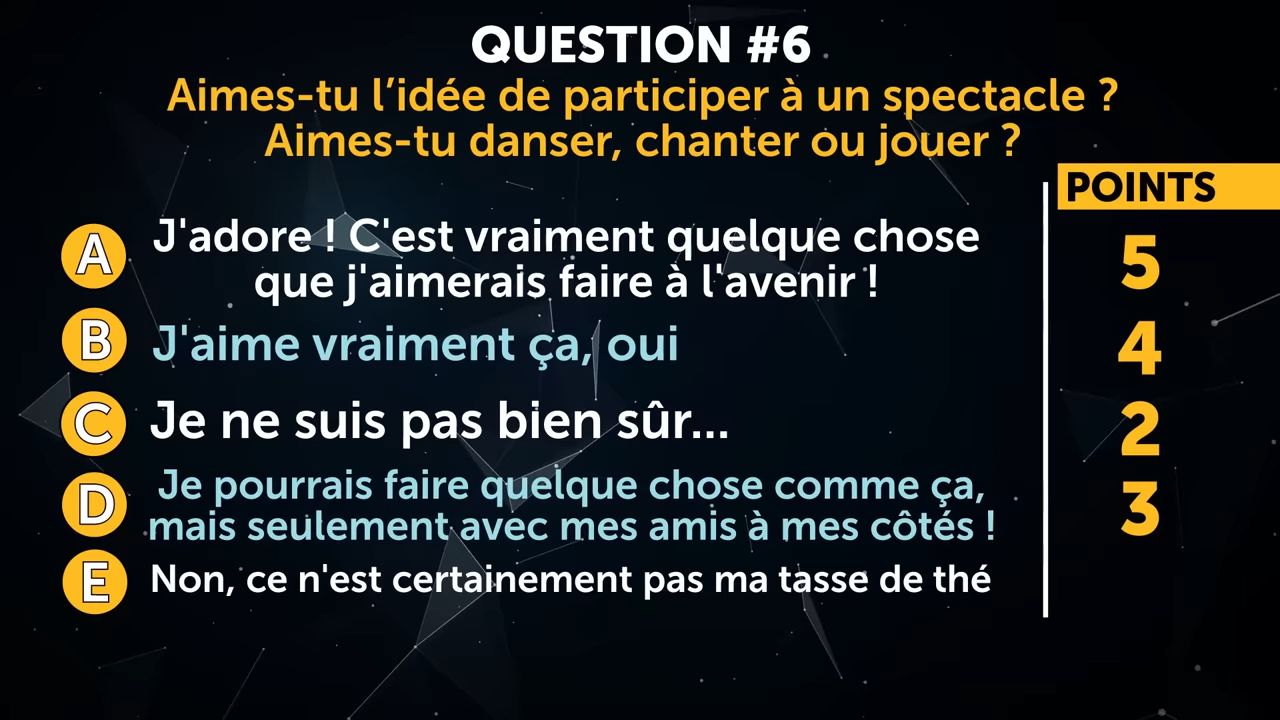 QUESTION #6
Aimes-tu l’idée de participer à un spectacle ?
Aimes-tu danser, chanter ou jouer ?
POINTS
A J'adore ! C'est vraiment quelque chose
que j'aimerais faire à l'avenir !
5
B J'aime vraiment ça, oui
4
C Je ne suis pas bien sûr...
2
D Je pourrais faire quelque chose comme ça,
mais seulement avec mes amis à mes côtés !
3
E Non, ce n'est certainement pas ma tasse de thé